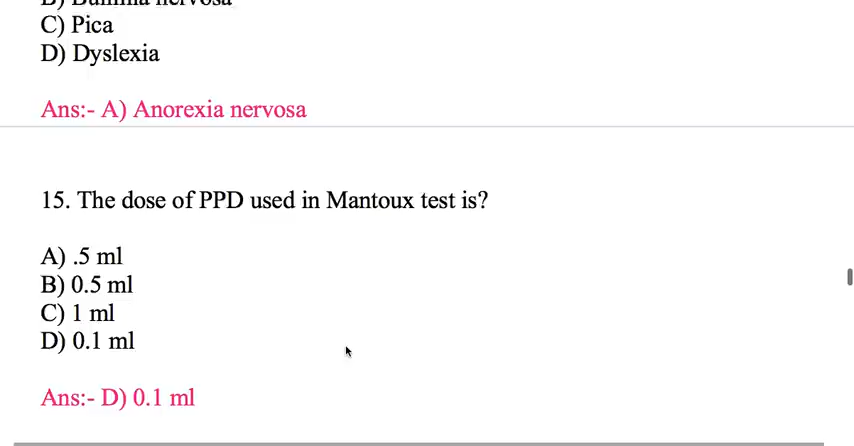 C) Pica
D) Dyslexia
Ans:- A) Anorexia nervosa
15. The dose of PPD used in Mantoux test is?
A) .5 ml
B) 0.5 ml
C) 1 ml
D) 0.1 ml
Ans:- D) 0.1 ml